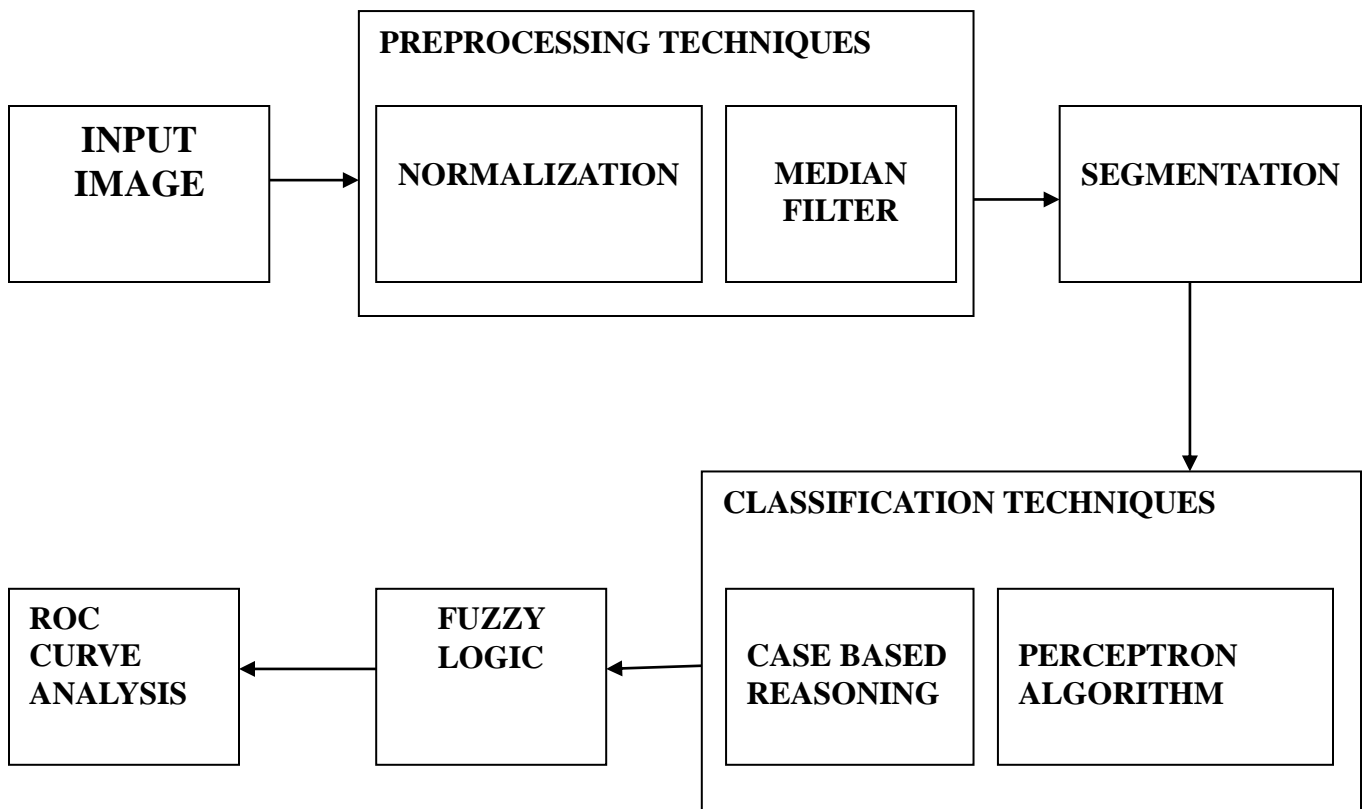 PREPROCESSING TECHNIQUES
INPUT
IMAGE
NORMALIZATION
MEDIAN
FILTER
SEGMENTATION
CLASSIFICATION TECHNIQUES
CASE BASED
REASONING
PERCEPTRON
ALGORITHM
FUZZY
LOGIC
ROC
CURVE
ANALYSIS